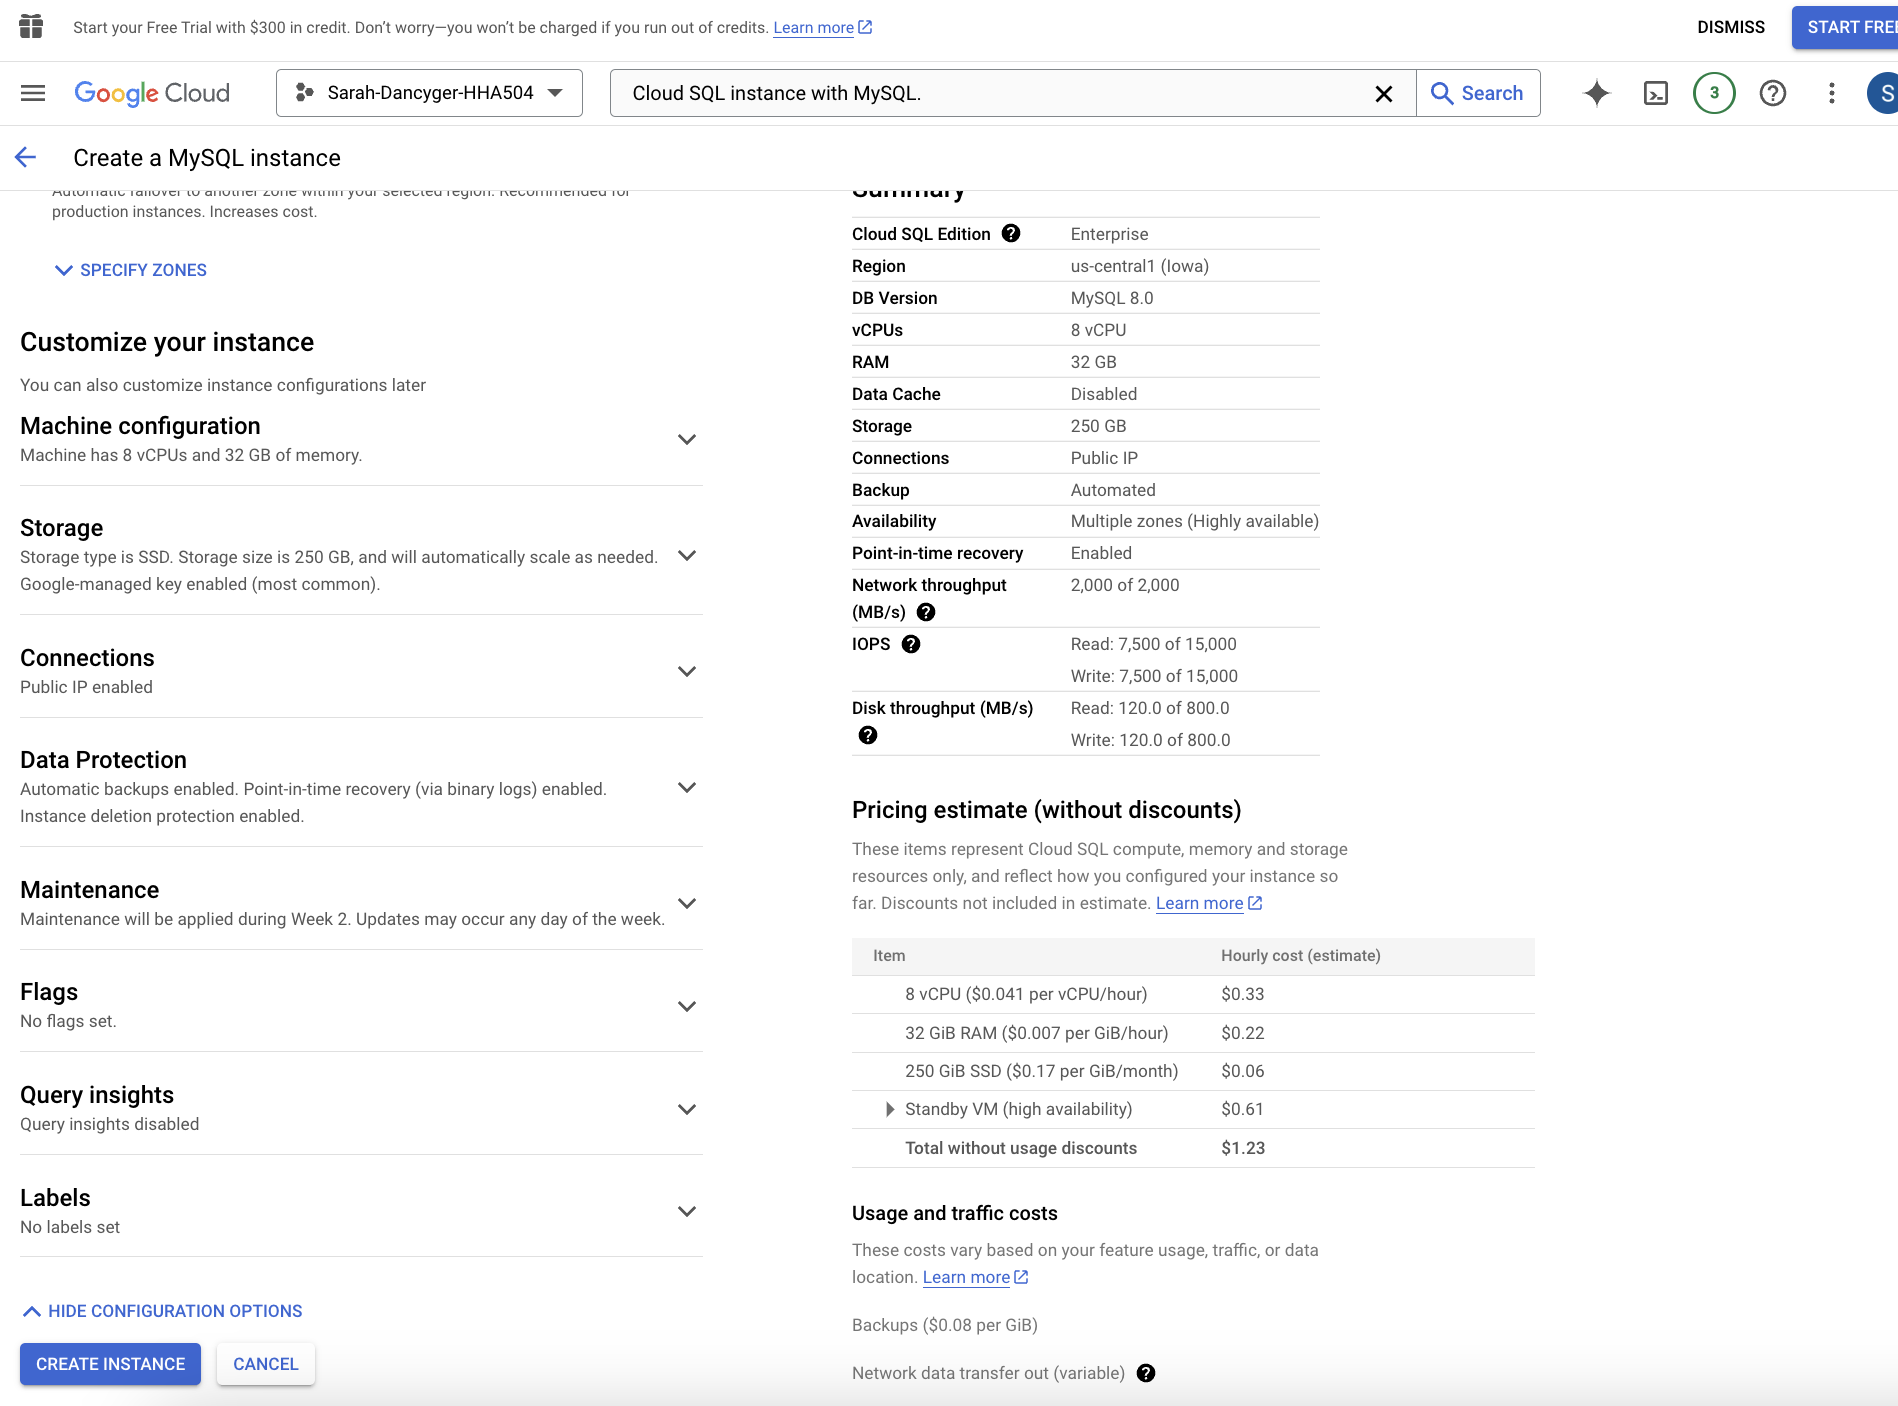 Start your Free Trial with $300 in credit. Don't worry—you won't be charged if you run out of credits. Learn more
DISMISS
START FREE
Google Cloud
Sarah-Dancyger-HHA504
Cloud SQL instance with MySQL.
Search
3
S
Create a MySQL instance
Automatic failover to another zone within your selected region. Recommended for
production instances. Increases cost.
SPECIFY ZONES
Customize your instance
You can also customize instance configurations later
Machine configuration
Machine has 8 vCPUs and 32 GB of memory.
Storage
Storage type is SSD. Storage size is 250 GB, and will automatically scale as needed.
Google-managed key enabled (most common).
Connections
Public IP enabled
Data Protection
Automatic backups enabled. Point-in-time recovery (via binary logs) enabled.
Instance deletion protection enabled.
Maintenance
Maintenance will be applied during Week 2. Updates may occur any day of the week.
Flags
No flags set.
Query insights
Query insights disabled
Labels
No labels set
HIDE CONFIGURATION OPTIONS
CREATE INSTANCE
CANCEL
Summary
Cloud SQL Edition Enterprise
Region us-central1 (Iowa)
DB Version MySQL 8.0
vCPUs 8 vCPU
RAM 32 GB
Data Cache Disabled
Storage 250 GB
Connections Public IP
Backup Automated
Availability Multiple zones (Highly available)
Point-in-time recovery Enabled
Network throughput 2,000 of 2,000
(MB/s)
IOPS Read: 7,500 of 15,000
Write: 7,500 of 15,000
Disk throughput (MB/s) Read: 120.0 of 800.0
Write: 120.0 of 800.0
Pricing estimate (without discounts)
These items represent Cloud SQL compute, memory and storage
resources only, and reflect how you configured your instance so
far. Discounts not included in estimate. Learn more
Item Hourly cost (estimate)
8 vCPU ($0.041 per vCPU/hour) $0.33
32 GiB RAM ($0.007 per GiB/hour) $0.22
250 GiB SSD ($0.17 per GiB/month) $0.06
Standby VM (high availability) $0.61
Total without usage discounts $1.23
Usage and traffic costs
These costs vary based on your feature usage, traffic, or data
location. Learn more
Backups ($0.08 per GiB)
Network data transfer out (variable)